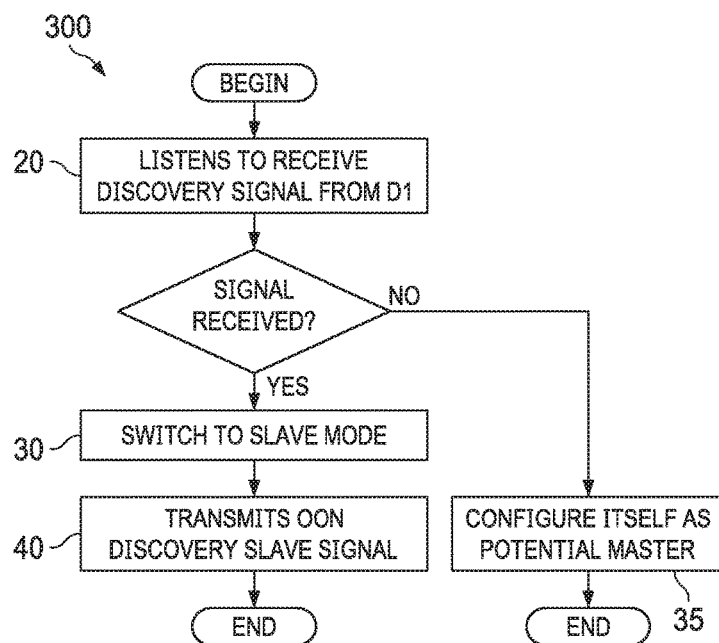 300
BEGIN
20
LISTENS TO RECEIVE
DISCOVERY SIGNAL FROM D1
SIGNAL
RECEIVED?
NO
YES
30
SWITCH TO SLAVE MODE
40
TRANSMITS OON
DISCOVERY SLAVE SIGNAL
CONFIGURE ITSELF AS
POTENTIAL MASTER
35
END
END